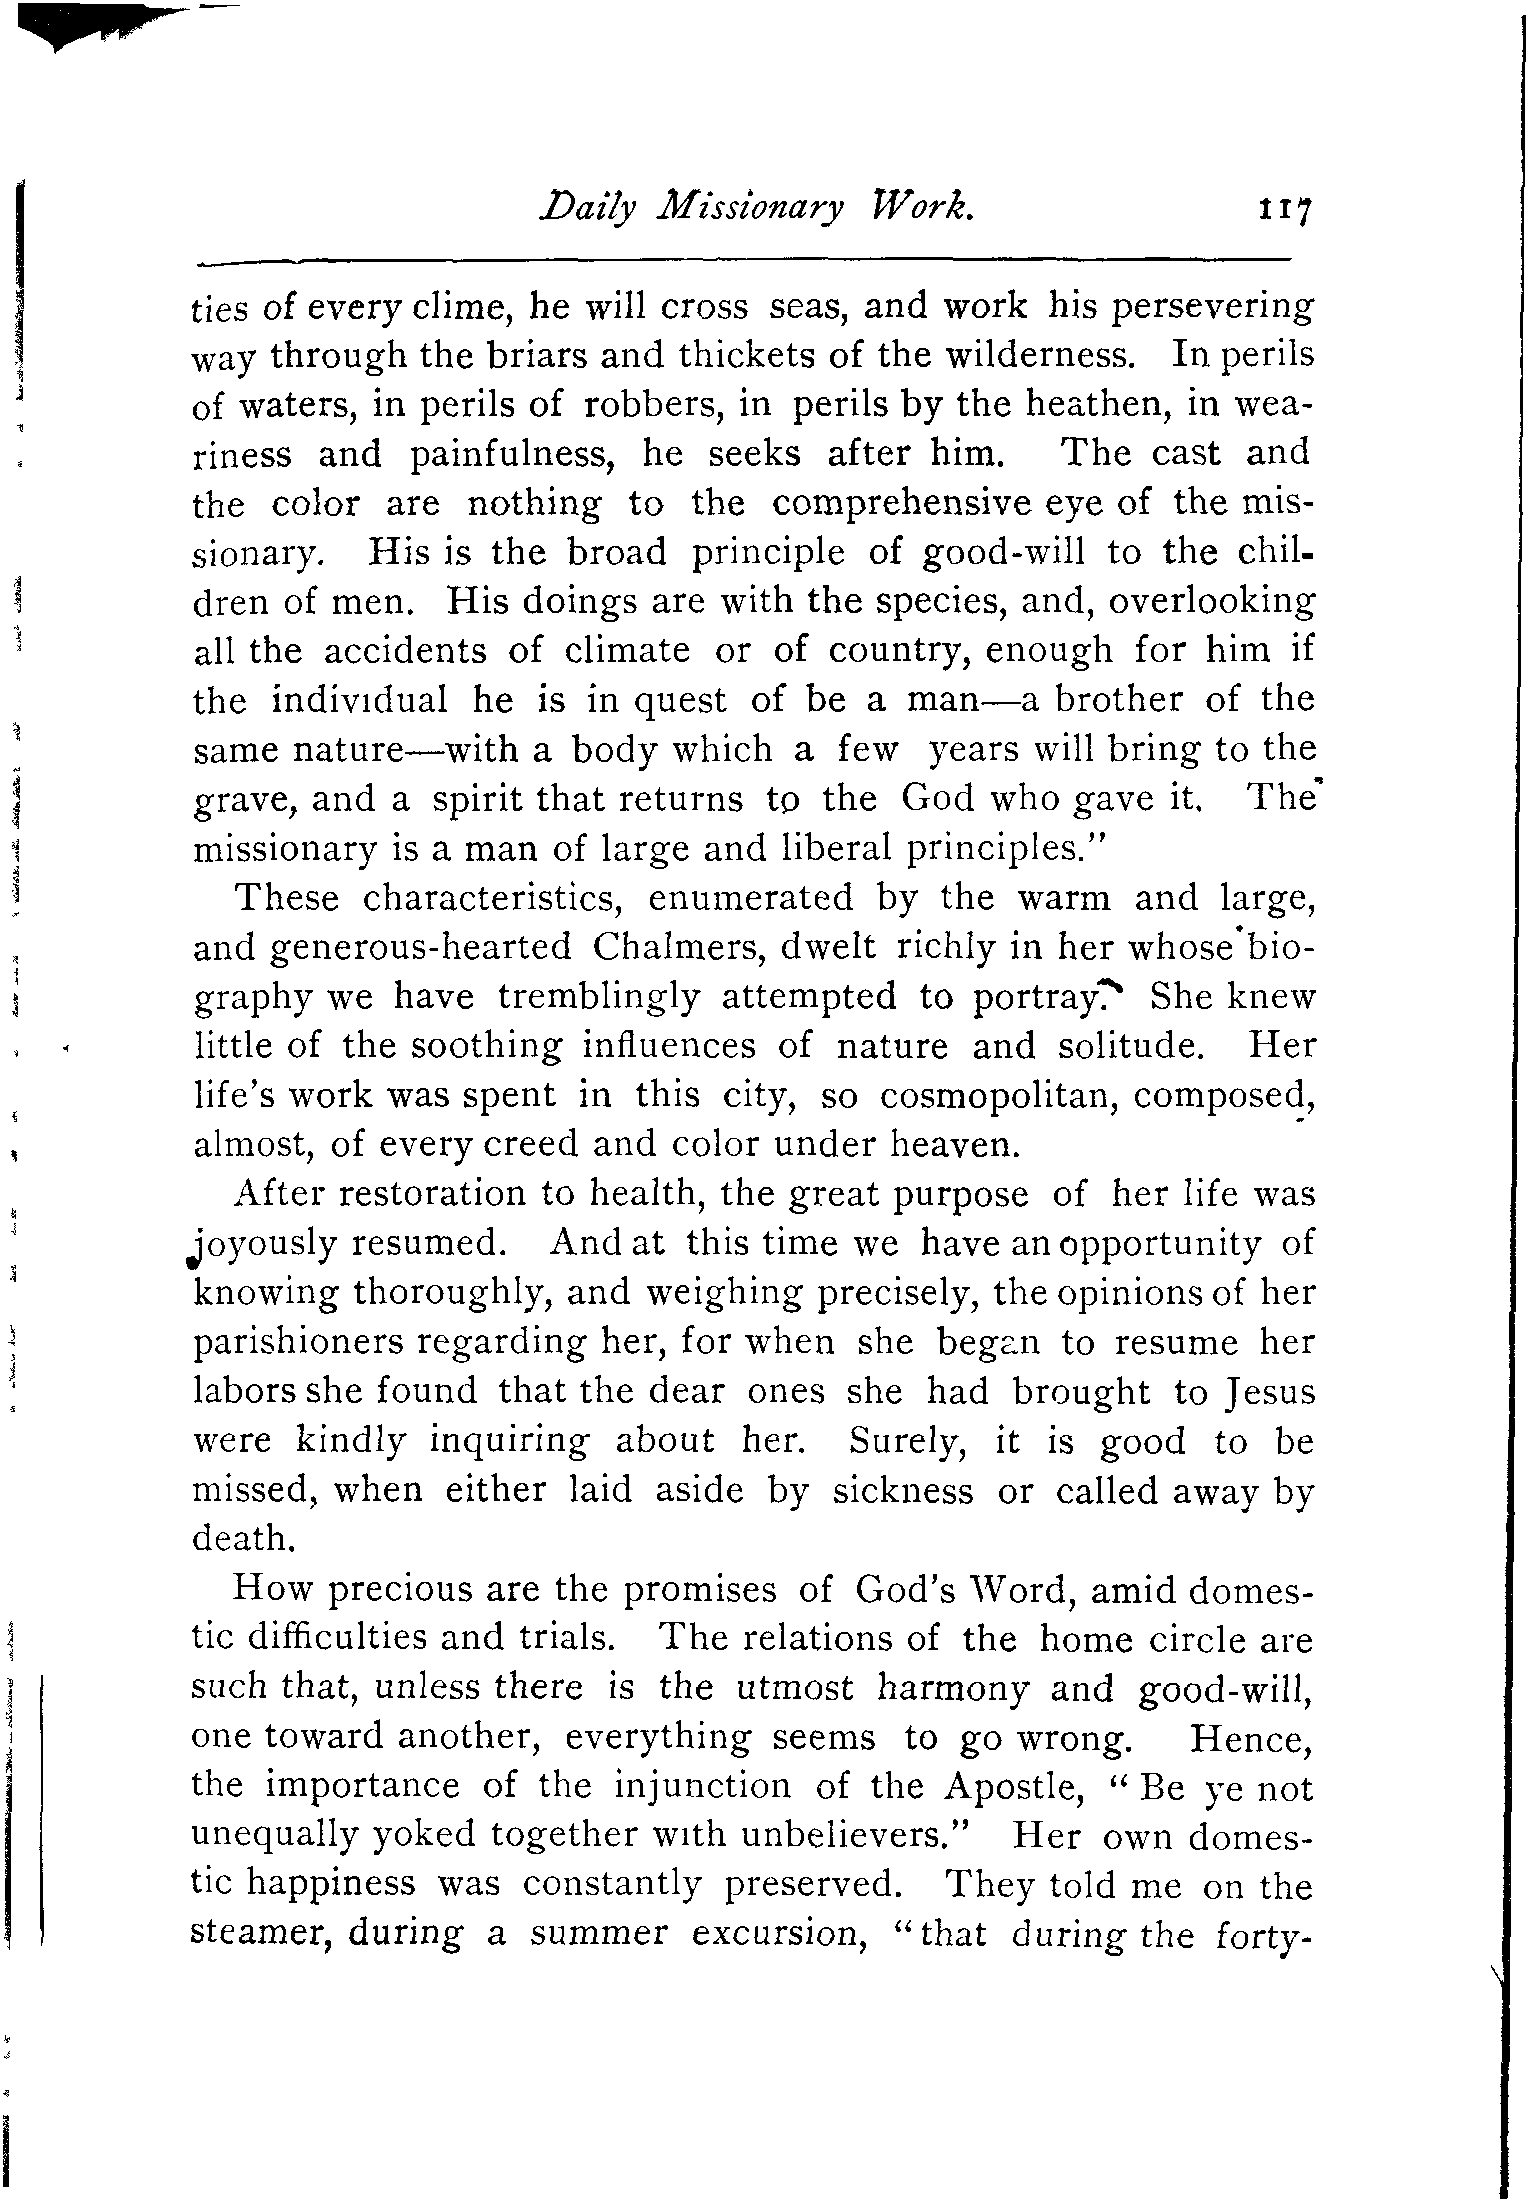 Daily Missionary Work. 117
ties of every clime, he will cross seas, and work his persevering
way through the briars and thickets of the wilderness. In perils
of waters, in perils of robbers, in perils by the heathen, in wea-
riness and painfulness, he seeks after him. The cast and
the color are nothing to the comprehensive eye of the mis-
sionary. His is the broad principle of good-will to the chil-
dren of men. His doings are with the species, and, overlooking
all the accidents of climate or of country, enough for him if
the individual he is in quest of be a man—a brother of the
same nature—with a body which a few years will bring to the
grave, and a spirit that returns to the God who gave it. The
missionary is a man of large and liberal principles."
These characteristics, enumerated by the warm and large,
and generous-hearted Chalmers, dwelt richly in her whose bio-
graphy we have tremblingly attempted to portray. She knew
little of the soothing influences of nature and solitude. Her
life's work was spent in this city, so cosmopolitan, composed,
almost, of every creed and color under heaven.
After restoration to health, the great purpose of her life was
joyously resumed. And at this time we have an opportunity of
knowing thoroughly, and weighing precisely, the opinions of her
parishioners regarding her, for when she began to resume her
labors she found that the dear ones she had brought to Jesus
were kindly inquiring about her. Surely, it is good to be
missed, when either laid aside by sickness or called away by
death.
How precious are the promises of God's Word, amid domes-
tic difficulties and trials. The relations of the home circle are
such that, unless there is the utmost harmony and good-will,
one toward another, everything seems to go wrong. Hence,
the importance of the injunction of the Apostle, "Be ye not
unequally yoked together with unbelievers." Her own domes-
tic happiness was constantly preserved. They told me on the
steamer, during a summer excursion, "that during the forty-